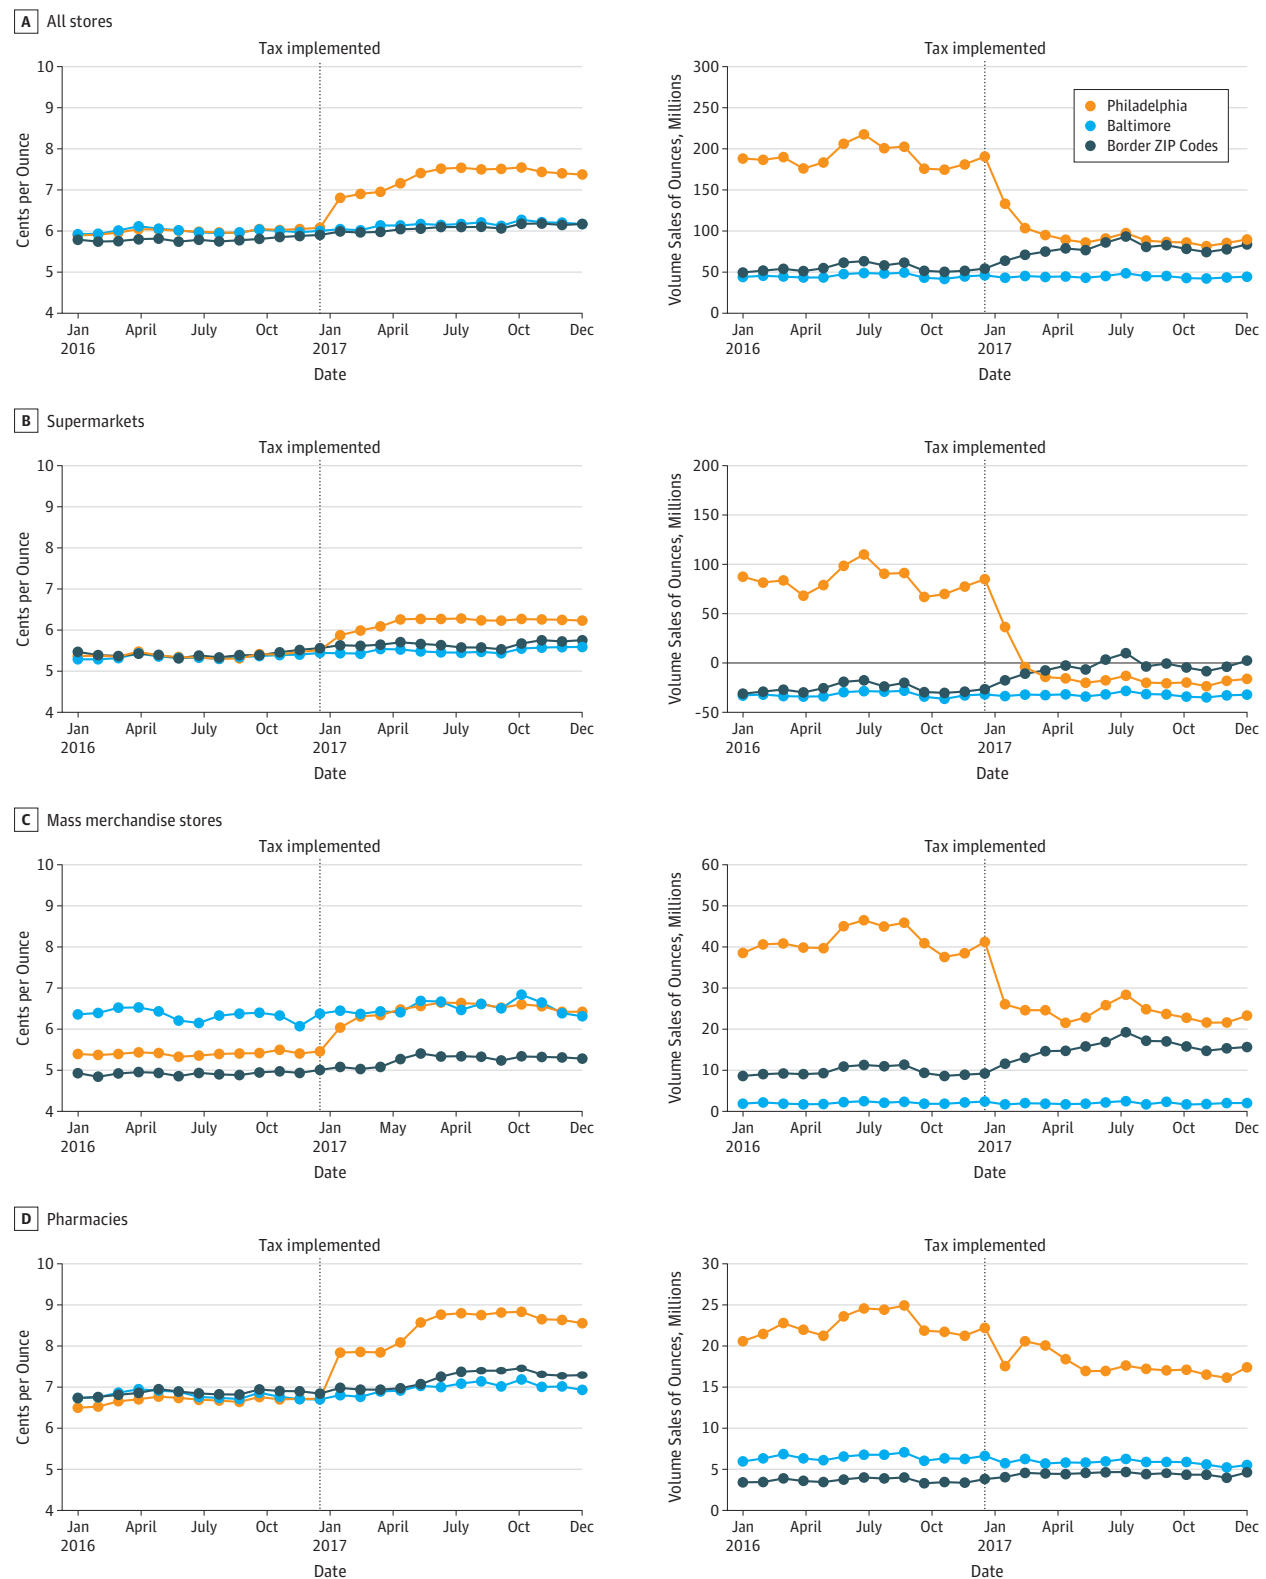 A All stores
Tax implemented
10
9
8
7
6
5
4
Cents per Ounce
Jan April July Oct Jan April July Oct Dec
2016 2017
Date
Tax implemented
300
250
200
150
100
50
0
Volume Sales of Ounces, Millions
Philadelphia
Baltimore
Border ZIP Codes
Jan April July Oct Jan April July Oct Dec
2016 2017
Date
B Supermarkets
Tax implemented
10
9
8
7
6
5
4
Cents per Ounce
Jan April July Oct Jan April July Oct Dec
2016 2017
Date
Tax implemented
200
150
100
50
0
-50
Volume Sales of Ounces, Millions
Jan April July Oct Jan April July Oct Dec
2016 2017
Date
C Mass merchandise stores
Tax implemented
10
9
8
7
6
5
4
Cents per Ounce
Jan April July Oct Jan May April Oct Dec
2016 2017
Date
Tax implemented
60
50
40
30
20
10
0
Volume Sales of Ounces, Millions
Jan April July Oct Jan April July Oct Dec
2016 2017
Date
D Pharmacies
Tax implemented
10
9
8
7
6
5
4
Cents per Ounce
Jan April July Oct Jan April July Oct Dec
2016 2017
Date
Tax implemented
30
25
20
15
10
5
0
Volume Sales of Ounces, Millions
Jan April July Oct Jan April July Oct Dec
2016 2017
Date